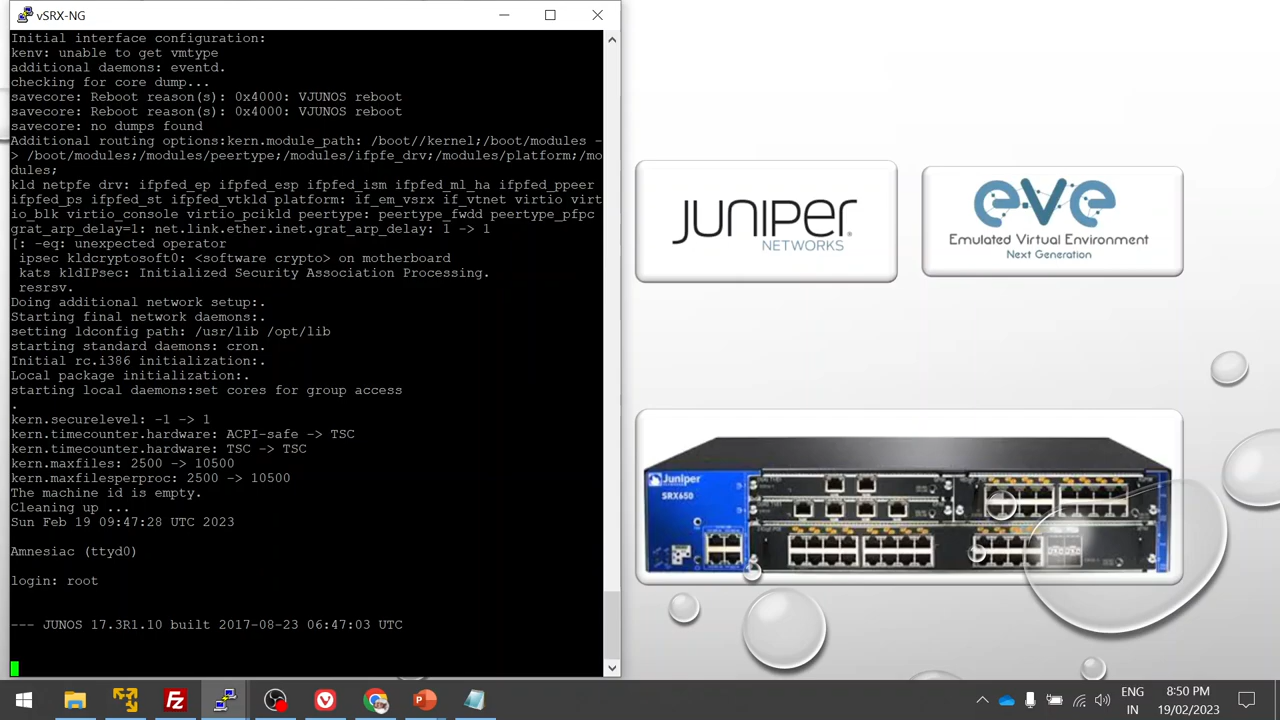 vSRX-NG
Initial interface configuration:
kenv: unable to get vmtype
additional daemons: eventd.
checking for core dump...
savecore: Reboot reason(s): 0x4000: VJUNOS reboot
savecore: Reboot reason(s): 0x4000: VJUNOS reboot
savecore: no dumps found
Additional routing options:kern.module_path: /boot//kernel;/boot/modules -
> /boot/modules;/modules/peertype;/modules/ifpfe_drv;/modules/platform;/mo
dules;
kld netpfe drv: ifpfed_ep ifpfed_esp ifpfed_ism ifpfed_ml_ha ifpfed_ppeer
ifpfed_ps ifpfed_st ifpfed_vtkld platform: if_em_vsrx if_vtnet virtio virt
io_blk virtio_console virtio_pcikld peertype: peertype_fwdd peertype_pfpc
grat_arp_delay=1: net.link.ether.inet.grat_arp_delay: 1 -> 1
[: -eq: unexpected operator
ipsec kldcryptosoft0: <software crypto> on motherboard
kats kldIPsec: Initialized Security Association Processing.
resrsv.
Doing additional network setup:.
Starting final network daemons:.
setting ldconfig path: /usr/lib /opt/lib
starting standard daemons: cron.
Initial rc.i386 initialization:.
Local package initialization:.
starting local daemons:set cores for group access
.
kern.securelevel: -1 -> 1
kern.timecounter.hardware: ACPI-safe -> TSC
kern.timecounter.hardware: TSC -> TSC
kern.maxfiles: 2500 -> 10500
kern.maxfilesperproc: 2500 -> 10500
The machine id is empty.
Cleaning up ...
Sun Feb 19 09:47:28 UTC 2023
Amnesiac (ttyd0)
login: root
--- JUNOS 17.3R1.10 built 2017-08-23 06:47:03 UTC
JUNIPER
NETWORKS
eve
Emulated Virtual Environment
Next Generation
Juniper
SRX650
ENG
IN
8:50 PM
19/02/2023